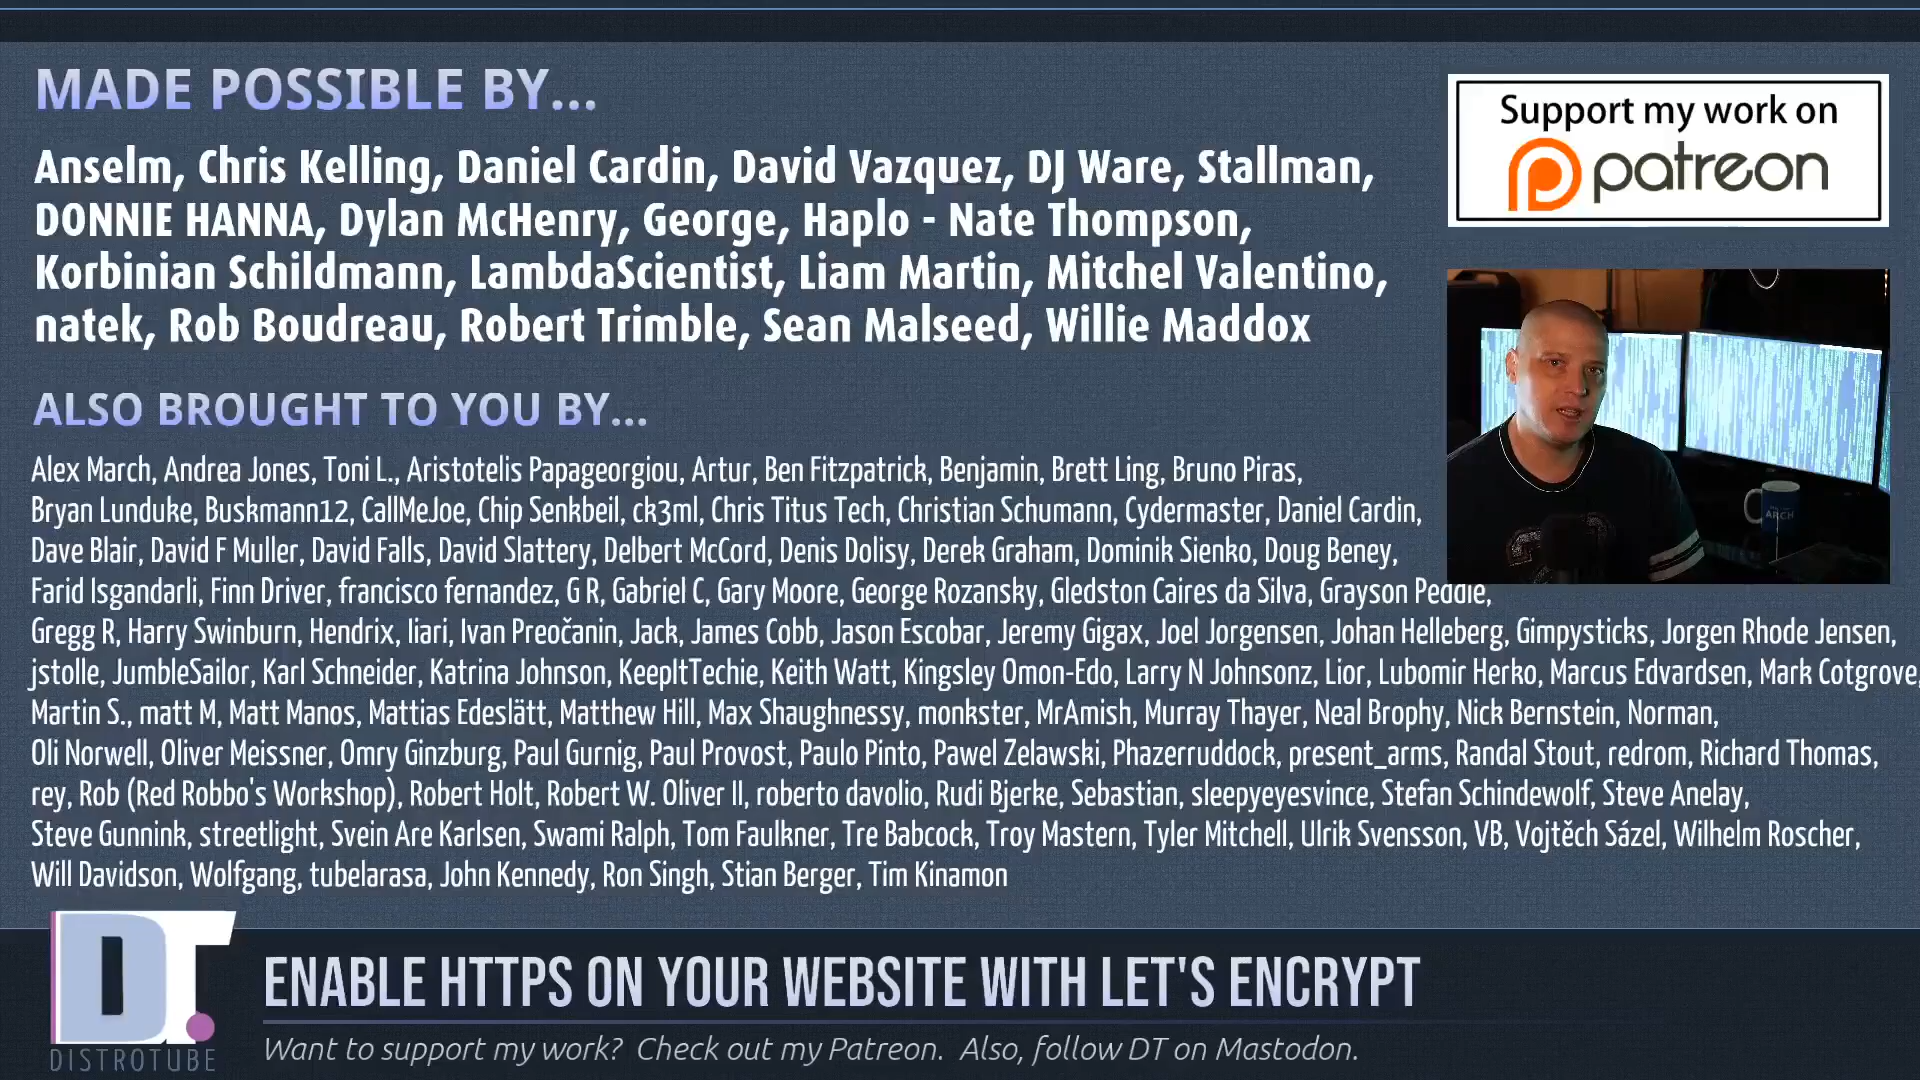 MADE POSSIBLE BY...
Support my work on
patreon
Anselm, Chris Kelling, Daniel Cardin, David Vazquez, DJ Ware, Stallman,
DONNIE HANNA, Dylan McHenry, George, Haplo - Nate Thompson,
Korbinian Schildmann, LambdaScientist, Liam Martin, Mitchel Valentino,
natek, Rob Boudreau, Robert Trimble, Sean Malseed, Willie Maddox
ALSO BROUGHT TO YOU BY...
Alex March, Andrea Jones, Toni L., Aristotelis Papageorgiou, Artur, Ben Fitzpatrick, Benjamin, Brett Ling, Bruno Piras,
Bryan Lunduke, Buskmann12, CallMeJoe, Chip Senkbeil, ck3ml, Chris Titus Tech, Christian Schumann, Cydermaster, Daniel Cardin,
Dave Blair, David F Muller, David Falls, David Slattery, Delbert McCord, Denis Dolisy, Derek Graham, Dominik Sienko, Doug Beney,
Farid Isgandarli, Finn Driver, francisco fernandez, G R, Gabriel C, Gary Moore, George Rozansky, Gledston Caires da Silva, Grayson Peddie,
Gregg R, Harry Swinburn, Hendrix, Iiari, Ivan Preočanin, Jack, James Cobb, Jason Escobar, Jeremy Gigax, Joel Jorgensen, Johan Helleberg, Gimpysticks, Jorgen Rhode Jensen,
jstolle, JumbleSailor, Karl Schneider, Katrina Johnson, KeepItTechie, Keith Watt, Kingsley Omon-Edo, Larry N Johnsonz, Lior, Lubomir Herko, Marcus Edvardsen, Mark Cotgrove,
Martin S., matt M, Matt Manos, Mattias Edeslätt, Matthew Hill, Max Shaughnessy, monkster, MrAmish, Murray Thayer, Neal Brophy, Nick Bernstein, Norman,
Oli Norwell, Oliver Meissner, Omry Ginzburg, Paul Gurnig, Paul Provost, Paulo Pinto, Pawel Zelawski, Phazerruddock, present_arms, Randal Stout, redrom, Richard Thomas,
rey, Rob (Red Robbo's Workshop), Robert Holt, Robert W. Oliver II, roberto davolio, Rudi Bjerke, Sebastian, sleepyeyesvince, Stefan Schindewolf, Steve Anelay,
Steve Gunnink, streetlight, Svein Are Karlsen, Swami Ralph, Tom Faulkner, Tre Babcock, Troy Mastern, Tyler Mitchell, Ulrik Svensson, VB, Vojtěch Sázel, Wilhelm Roscher,
Will Davidson, Wolfgang, tubelarasa, John Kennedy, Ron Singh, Stian Berger, Tim Kinamon
ARCH
DT
DISTROTUBE
ENABLE HTTPS ON YOUR WEBSITE WITH LET'S ENCRYPT
Want to support my work? Check out my Patreon. Also, follow DT on Mastodon.